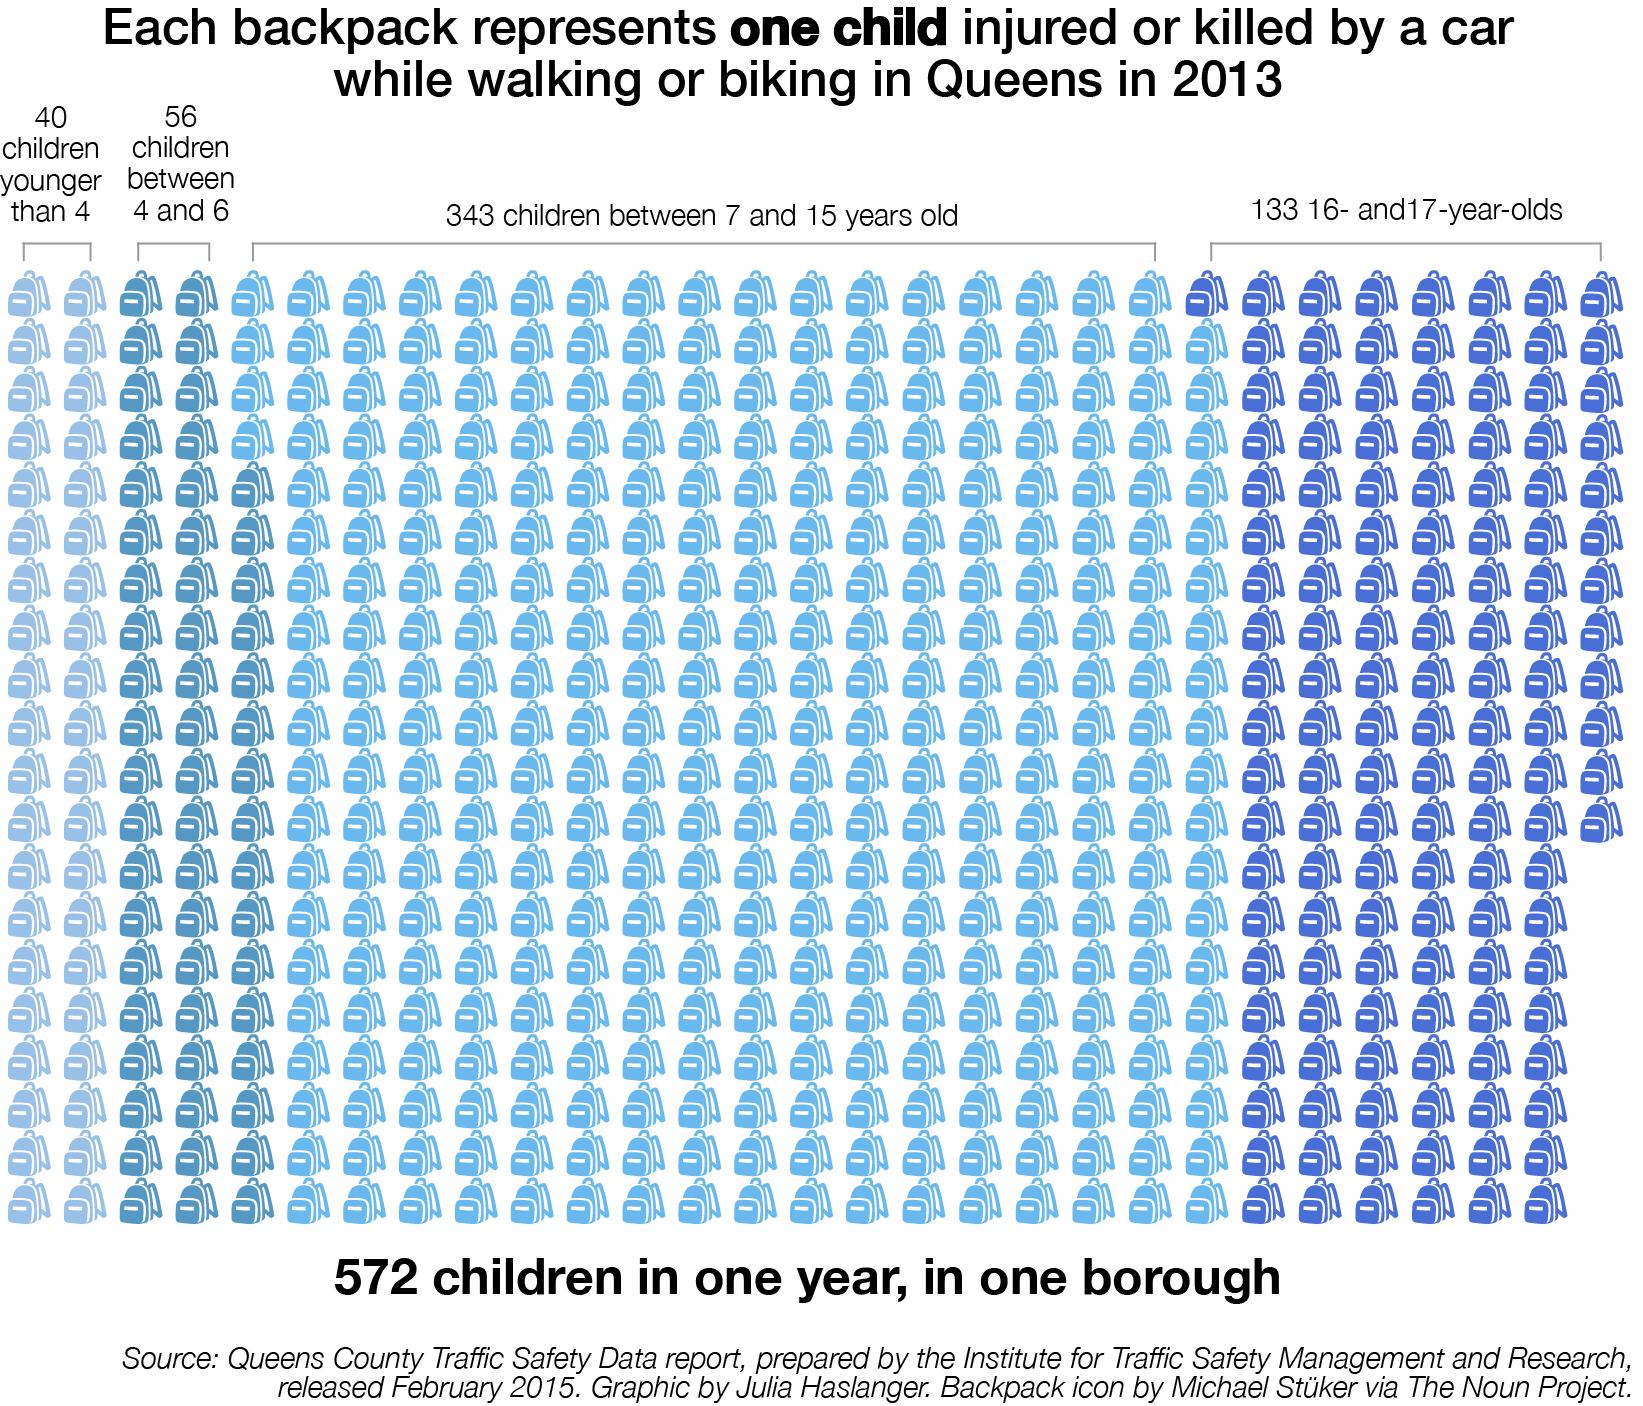 Each backpack represents one child injured or killed by a car
while walking or biking in Queens in 2013
40
children
younger
than 4
56
children
between
4 and 6
343 children between 7 and 15 years old
133 16- and17-year-olds
572 children in one year, in one borough
Source: Queens County Traffic Safety Data report, prepared by the Institute for Traffic Safety Management and Research,
released February 2015. Graphic by Julia Haslanger. Backpack icon by Michael Stüker via The Noun Project.